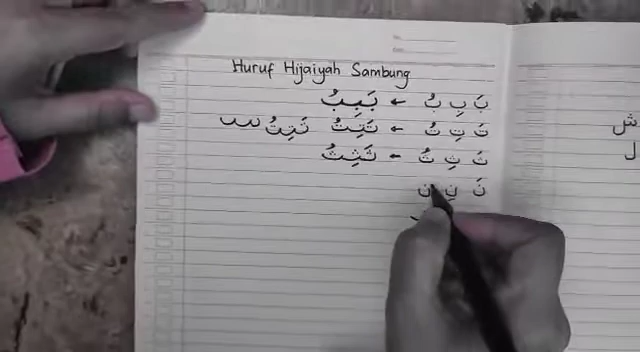 Huruf Hijaiyah Sambung
بَ بِ بُ ← بَبِبُ
تَ تِ تُ ← تَتِتُ تَتِتُ
ثَ ثِ ثُ ← ثَثِثُ
نَ نِ ن
ش
ل